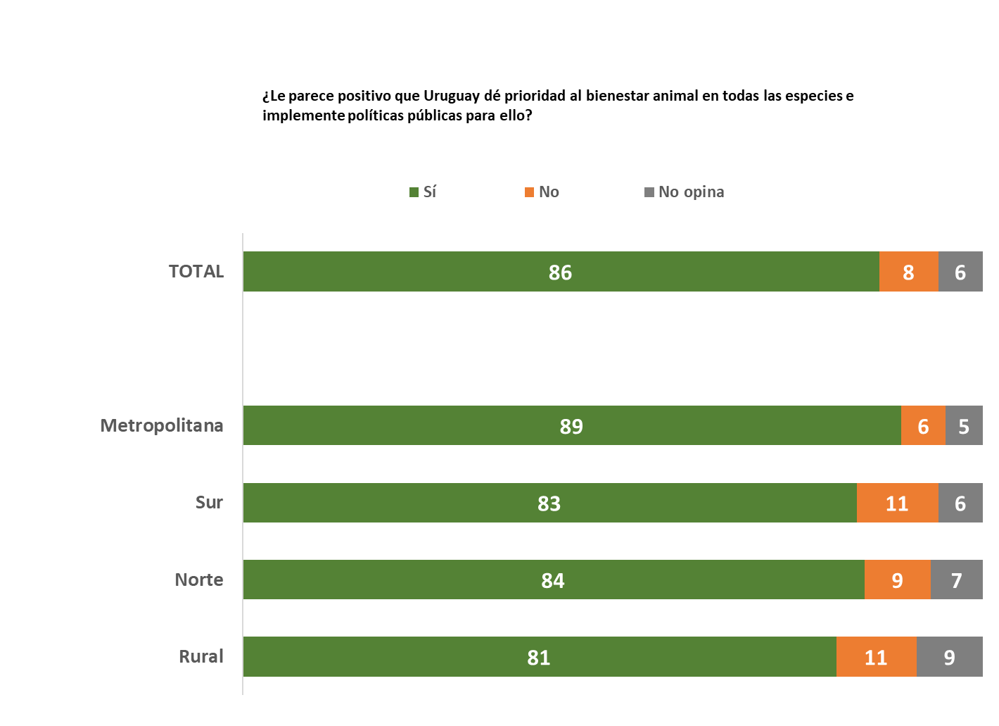 ¿Le parece positivo que Uruguay dé prioridad al bienestar animal en todas las especies e
implemente políticas públicas para ello?
Sí No No opina
TOTAL 86 8 6
Metropolitana 89 6 5
Sur 83 11 6
Norte 84 9 7
Rural 81 11 9